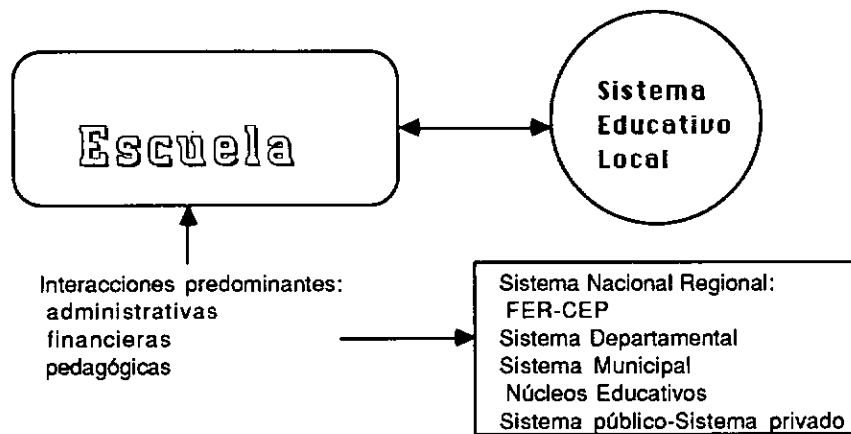 Escuela
Sistema
Educativo
Local
Interacciones predominantes:
administrativas
financieras
pedagógicas
Sistema Nacional Regional:
FER-CEP
Sistema Departamental
Sistema Municipal
Núcleos Educativos
Sistema público-Sistema privado